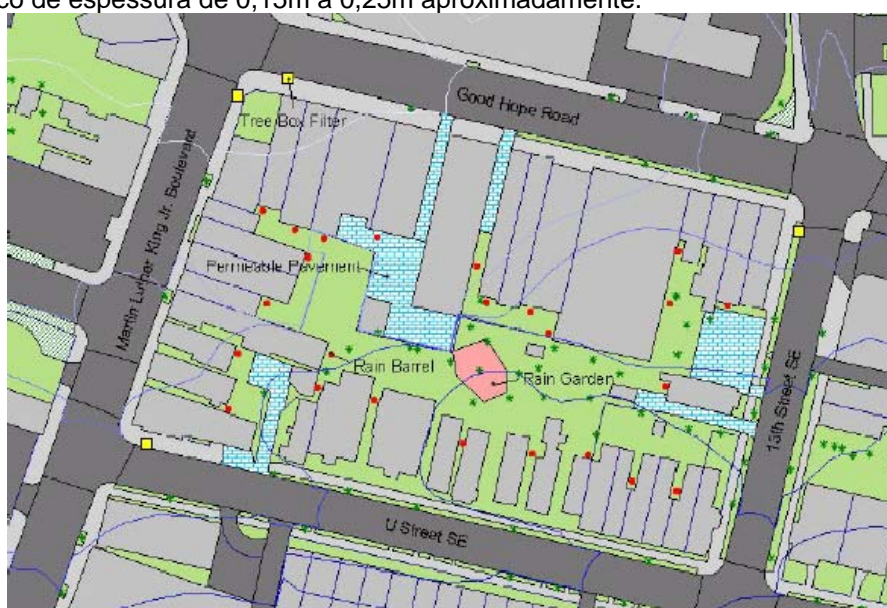 co de espessura de 0,15m a 0,25m aproximadamente.
Good Hope Road
Tree Box Filter
Martin Luther King Jr. Boulevard
Permeable Pavement
Rain Barrel
Rain Garden
13th Street SE
U Street SE